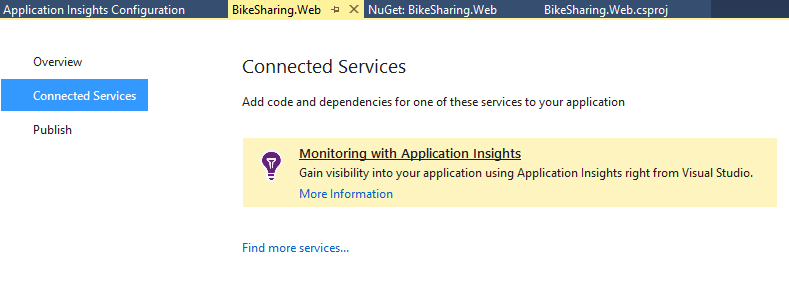 Application Insights Configuration
BikeSharing.Web
NuGet: BikeSharing.Web
BikeSharing.Web.csproj
Overview
Connected Services
Publish
Connected Services
Add code and dependencies for one of these services to your application
Monitoring with Application Insights
Gain visibility into your application using Application Insights right from Visual Studio.
More Information
Find more services...